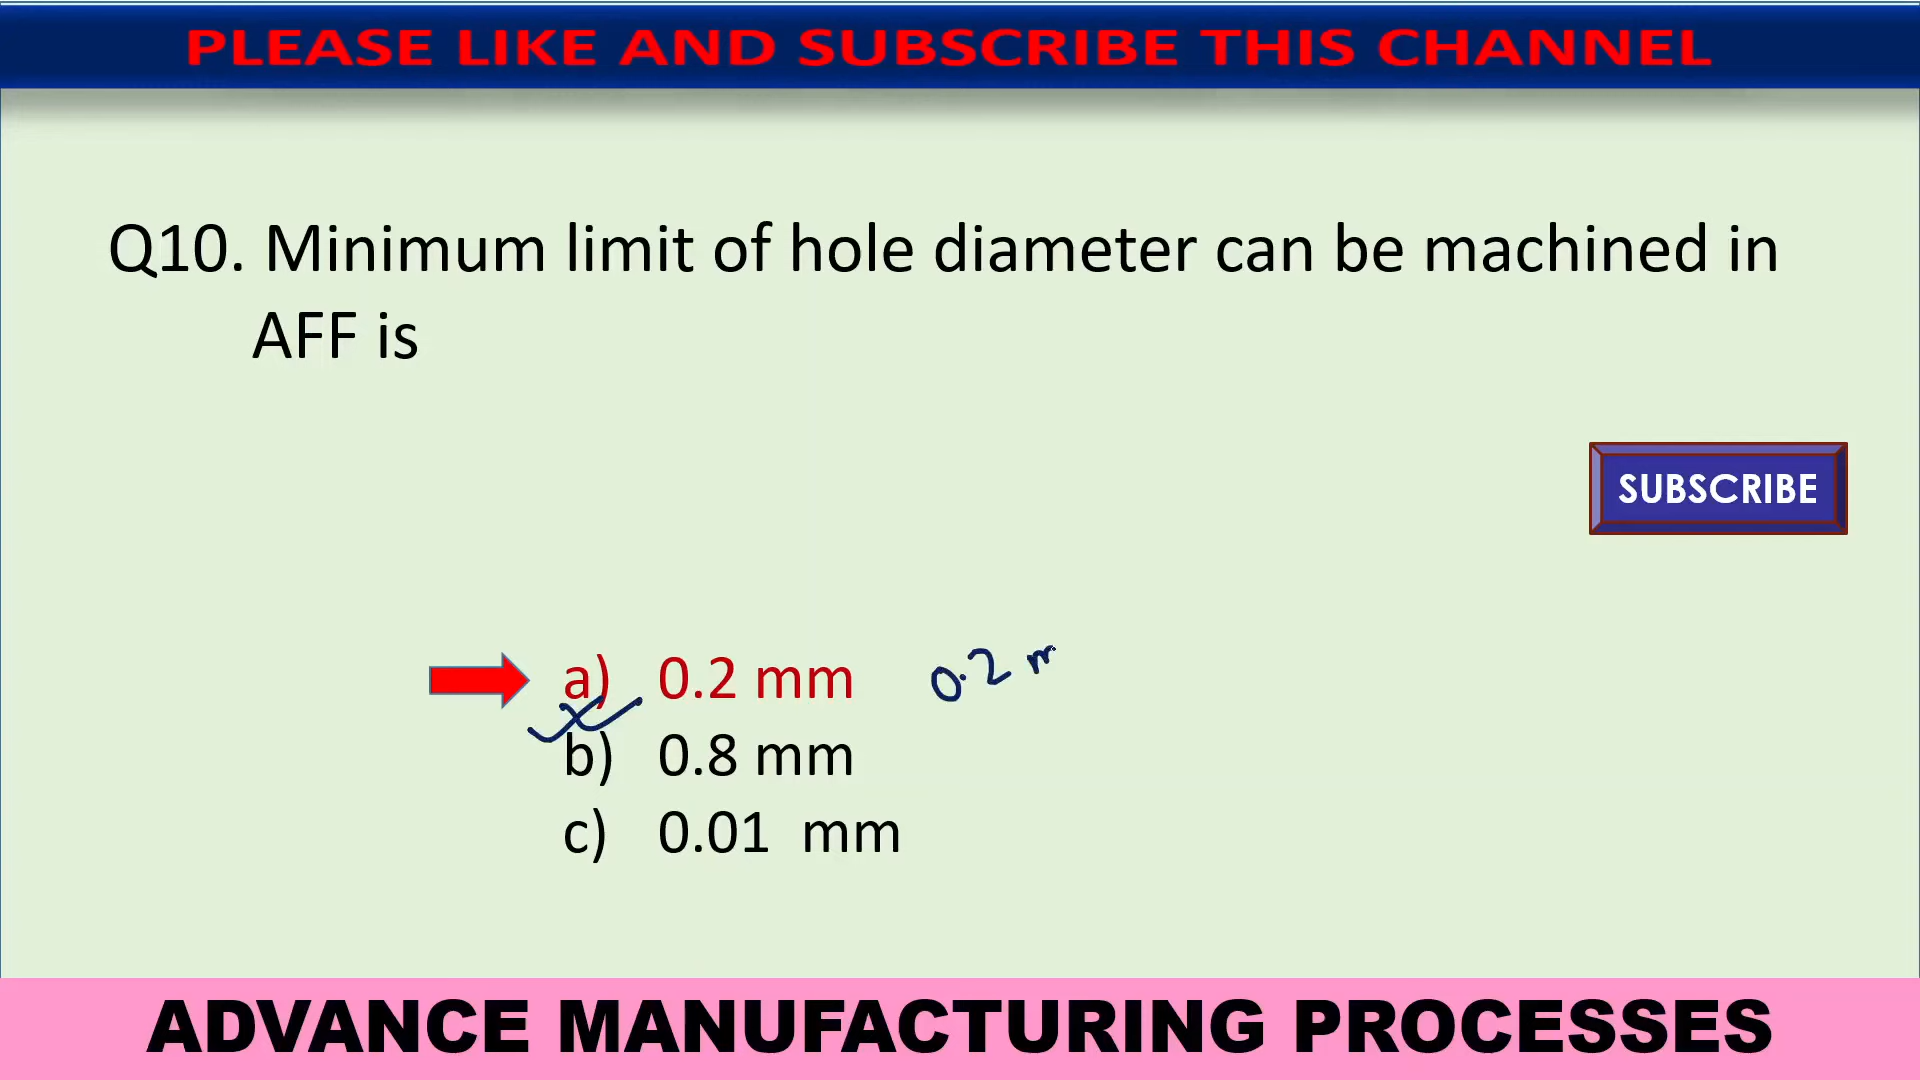 PLEASE LIKE AND SUBSCRIBE THIS CHANNEL
Q10. Minimum limit of hole diameter can be machined in
AFF is
SUBSCRIBE
a) 0.2 mm 0.2 m
b) 0.8 mm
c) 0.01 mm
ADVANCE MANUFACTURING PROCESSES